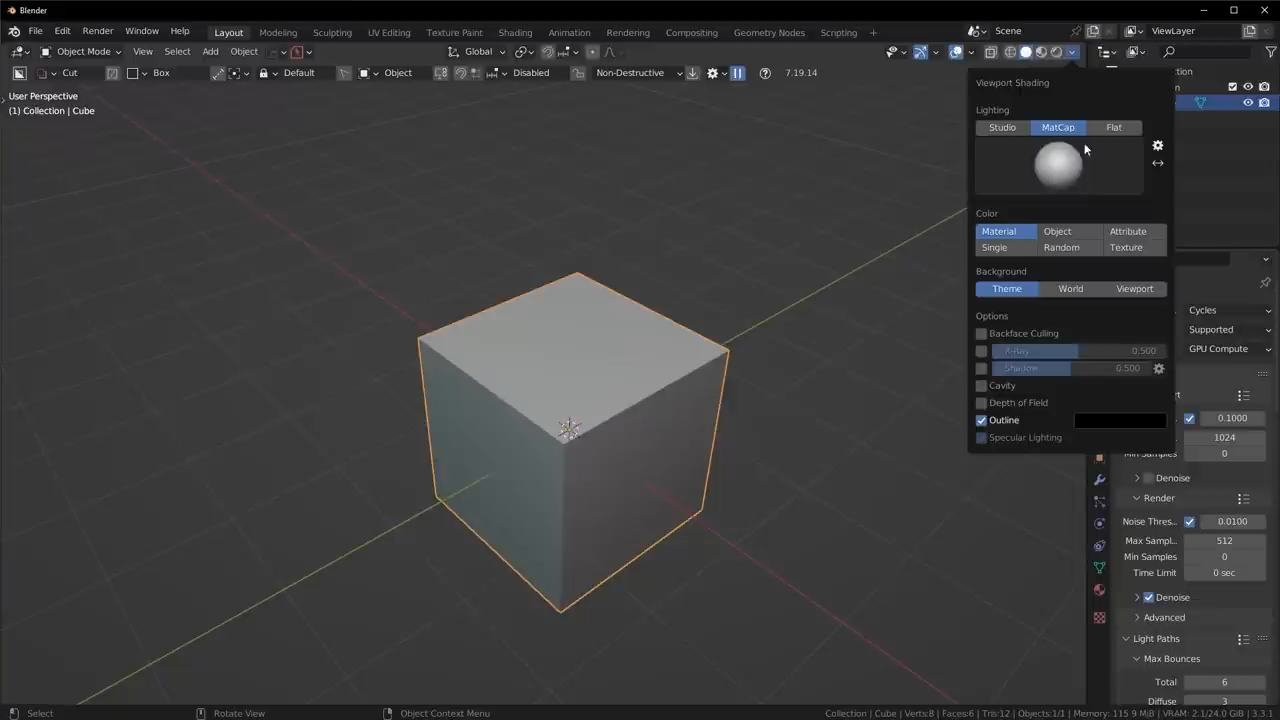 Blender
File Edit Render Window Help Layout Modeling Sculpting UV Editing Texture Paint Shading Animation Rendering Compositing Geometry Nodes Scripting + Scene ViewLayer
Object Mode View Select Add Object Global
Cut Box Default Object Disabled Non-Destructive 7.19.14
User Perspective
(1) Collection | Cube
Viewport Shading
Lighting
Studio MatCap Flat
Color
Material Object Attribute
Single Random Texture
Background
Theme World Viewport
Options
Backface Culling
X-Ray 0.500
Shadow 0.500
Cavity
Depth of Field
Outline
Specular Lighting
Cycles
Supported
GPU Compute
0.1000
1024
Min Samples 0
Denoise
Render
Noise Thres... 0.0100
Max Sampl... 512
Min Samples 0
Time Limit 0 sec
Denoise
Advanced
Light Paths
Max Bounces
Total 6
Diffuse 3
Select Rotate View Object Context Menu Collection | Cube | Verts:8 | Faces:6 | Tris:12 | Objects:1/1 | Memory: 115.9 MiB | VRAM: 2.1/24.0 GiB | 3.3.1